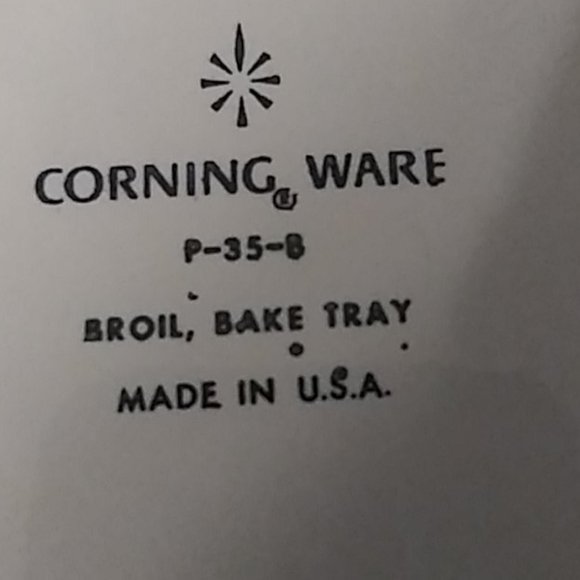 CORNING® WARE
P-35-B
BROIL, BAKE TRAY
MADE IN U.S.A.